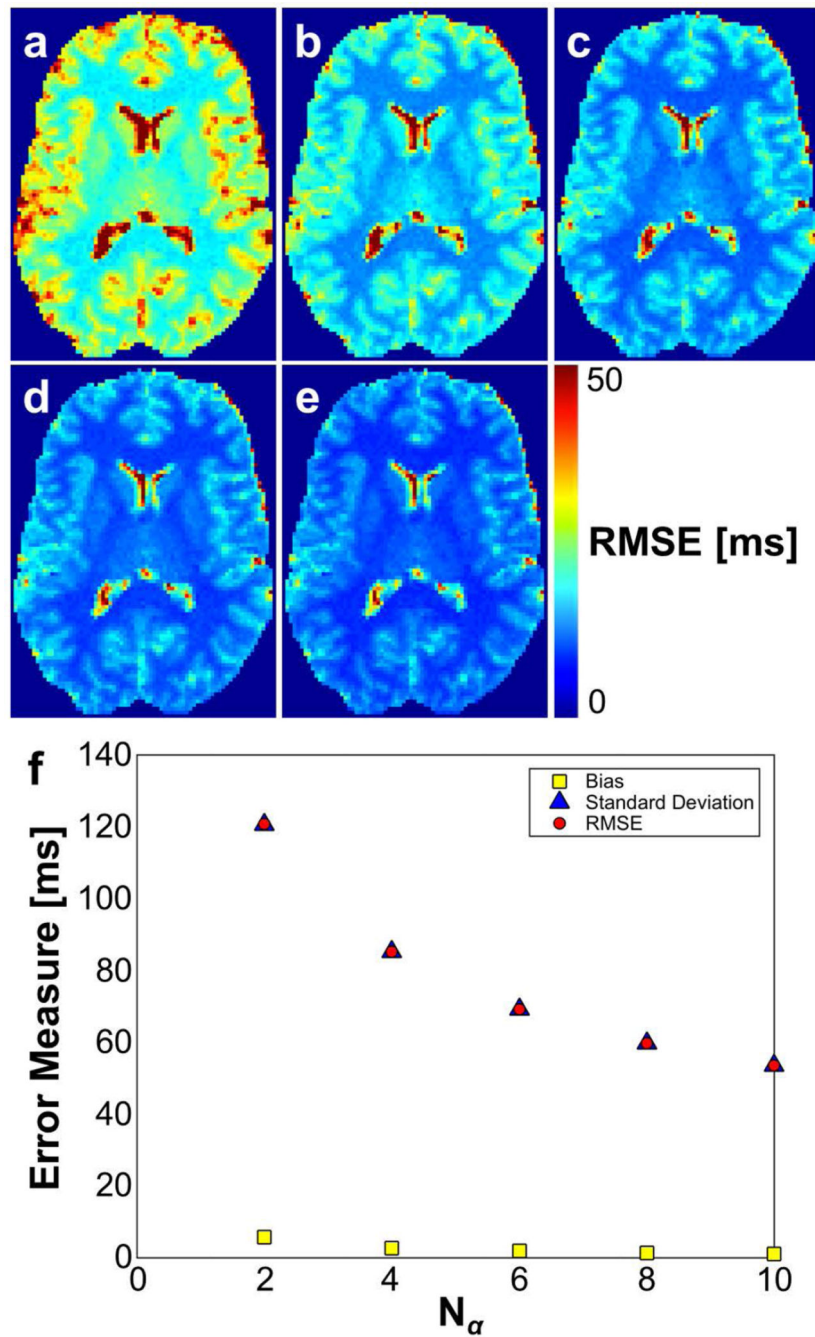 a
b
c
d
e
50
RMSE [ms]
0
f
140
120
100
80
60
40
20
0
Error Measure [ms]
Bias
Standard Deviation
RMSE
0
2
4
6
8
10
Nα